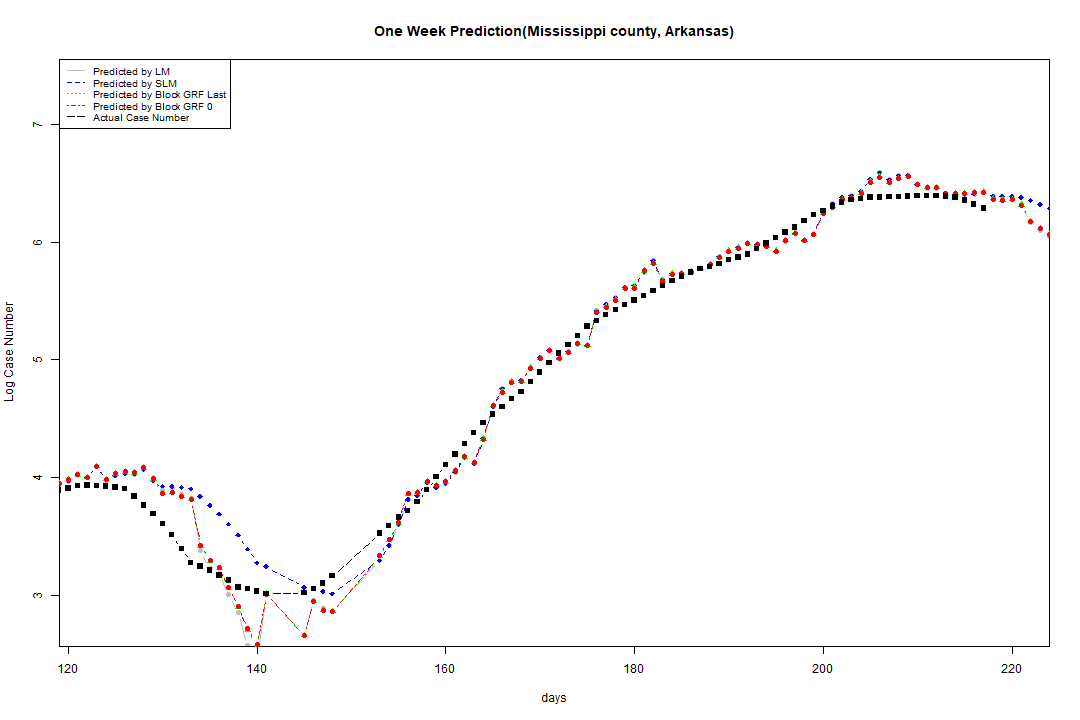 One Week Prediction(Mississippi county, Arkansas)
Predicted by LM
Predicted by SLM
Predicted by Block GRF Last
Predicted by Block GRF 0
Actual Case Number
7
6
5
4
3
Log Case Number
120 140 160 180 200 220
days